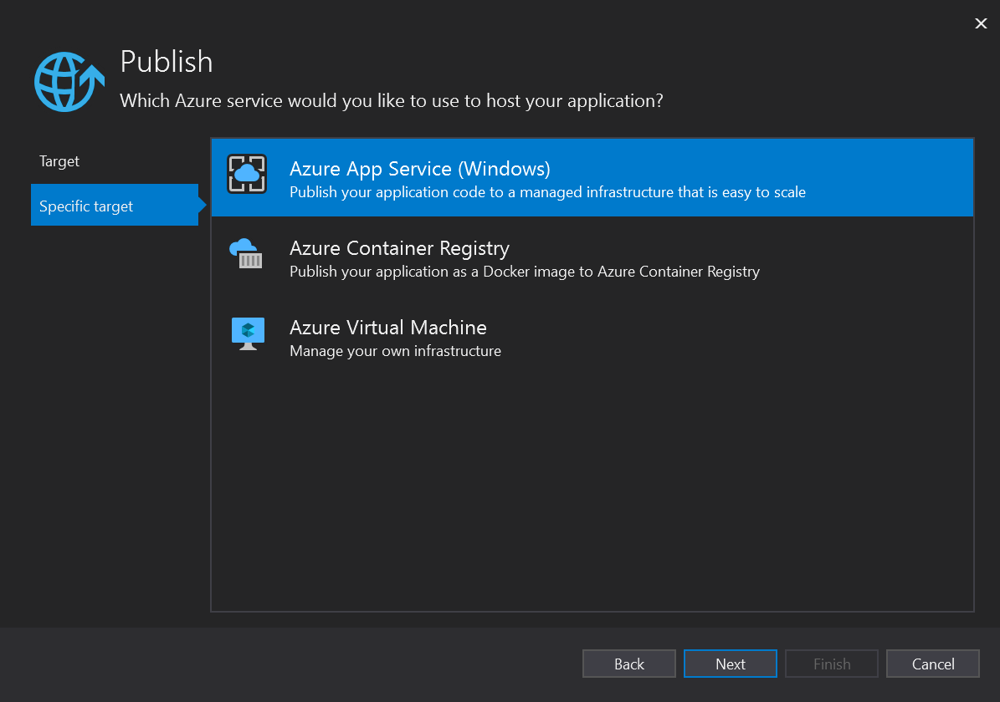 Publish
Which Azure service would you like to use to host your application?
Target
Specific target
Azure App Service (Windows)
Publish your application code to a managed infrastructure that is easy to scale
Azure Container Registry
Publish your application as a Docker image to Azure Container Registry
Azure Virtual Machine
Manage your own infrastructure
Back
Next
Finish
Cancel